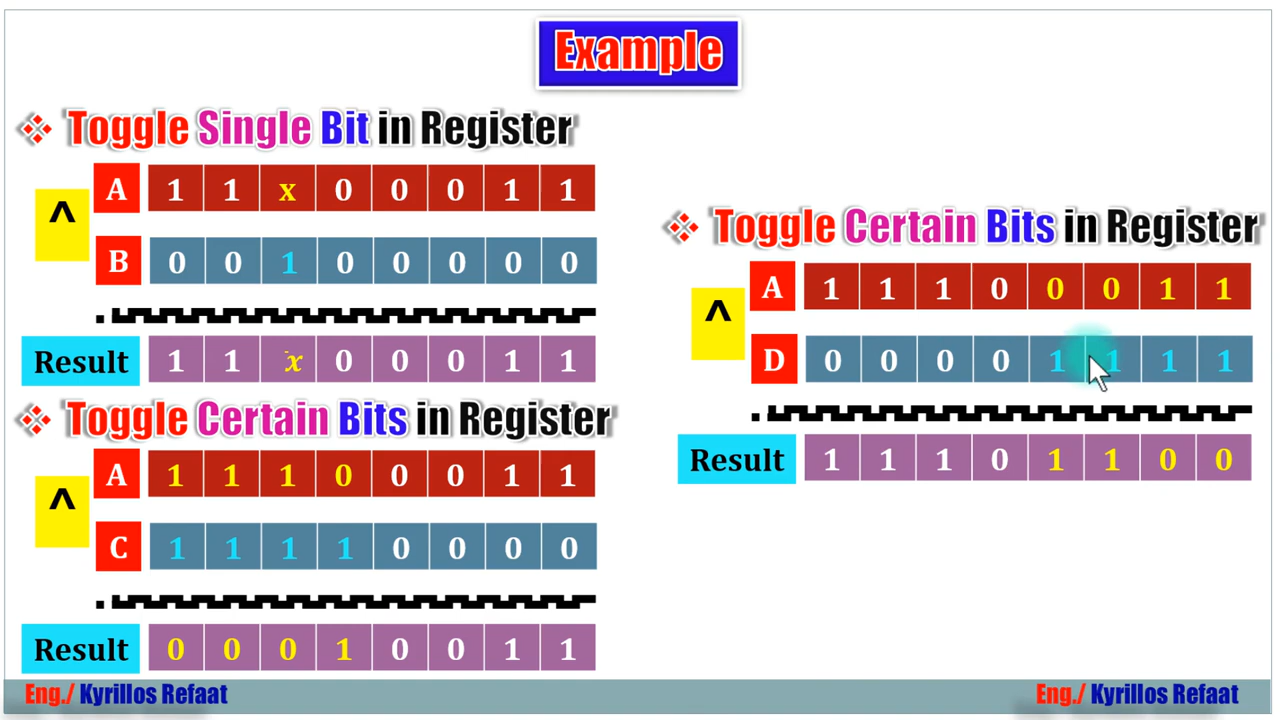 Example
❖ Toggle Single Bit in Register
^
A 1 1 x 0 0 0 1 1
B 0 0 1 0 0 0 0 0
Result 1 1 x̄ 0 0 0 1 1
❖ Toggle Certain Bits in Register
^
A 1 1 1 0 0 0 1 1
C 1 1 1 1 0 0 0 0
Result 0 0 0 1 0 0 1 1
❖ Toggle Certain Bits in Register
^
A 1 1 1 0 0 0 1 1
D 0 0 0 0 1 1 1 1
Result 1 1 1 0 1 1 0 0
Eng./ Kyrillos Refaat
Eng./ Kyrillos Refaat